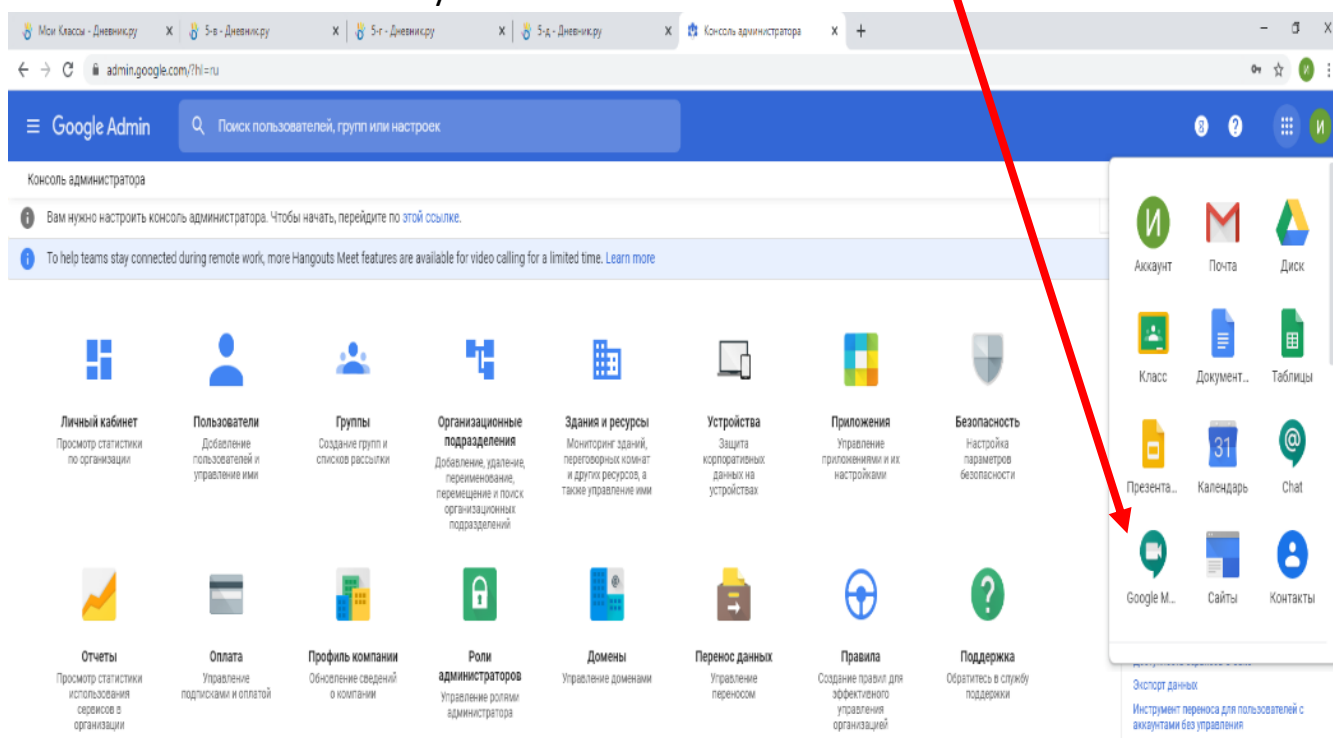 Мои Классы - Дневник.ру
5-в - Дневник.ру
5-г - Дневник.ру
5-д - Дневник.ру
Консоль администратора
admin.google.com/?hl=ru
Google Admin
Поиск пользователей, групп или настроек
И
Консоль администратора
Вам нужно настроить консоль администратора. Чтобы начать, перейдите по этой ссылке.
To help teams stay connected during remote work, more Hangouts Meet features are available for video calling for a limited time. Learn more
Личный кабинет
Просмотр статистики
по организации
Пользователи
Добавление
пользователей и
управление ими
Группы
Создание групп и
списков рассылки
Организационные
подразделения
Добавление, удаление,
переименование,
перемещение и поиск
организационных
подразделений
Здания и ресурсы
Мониторинг зданий,
переговорных комнат
и других ресурсов, а
также управление ими
Устройства
Защита
корпоративных
данных на
устройствах
Приложения
Управление
приложениями и их
настройками
Безопасность
Настройка
параметров
безопасности
Отчеты
Просмотр статистики
использования
сервисов в
организации
Оплата
Управление
подписками и оплатой
Профиль компании
Обновление сведений
о компании
Роли
администраторов
Управление ролями
администратора
Домены
Управление доменами
Перенос данных
Управление
переносом
Правила
Создание правил для
эффективного
управления
организацией
Поддержка
Обратитесь в службу
поддержки
И
Аккаунт
Почта
Диск
Класс
Документ...
Таблицы
Презента...
31
Календарь
Chat
Google M...
Сайты
Контакты
Экспорт данных
Инструмент переноса для пользователей с
аккаунтами без управления